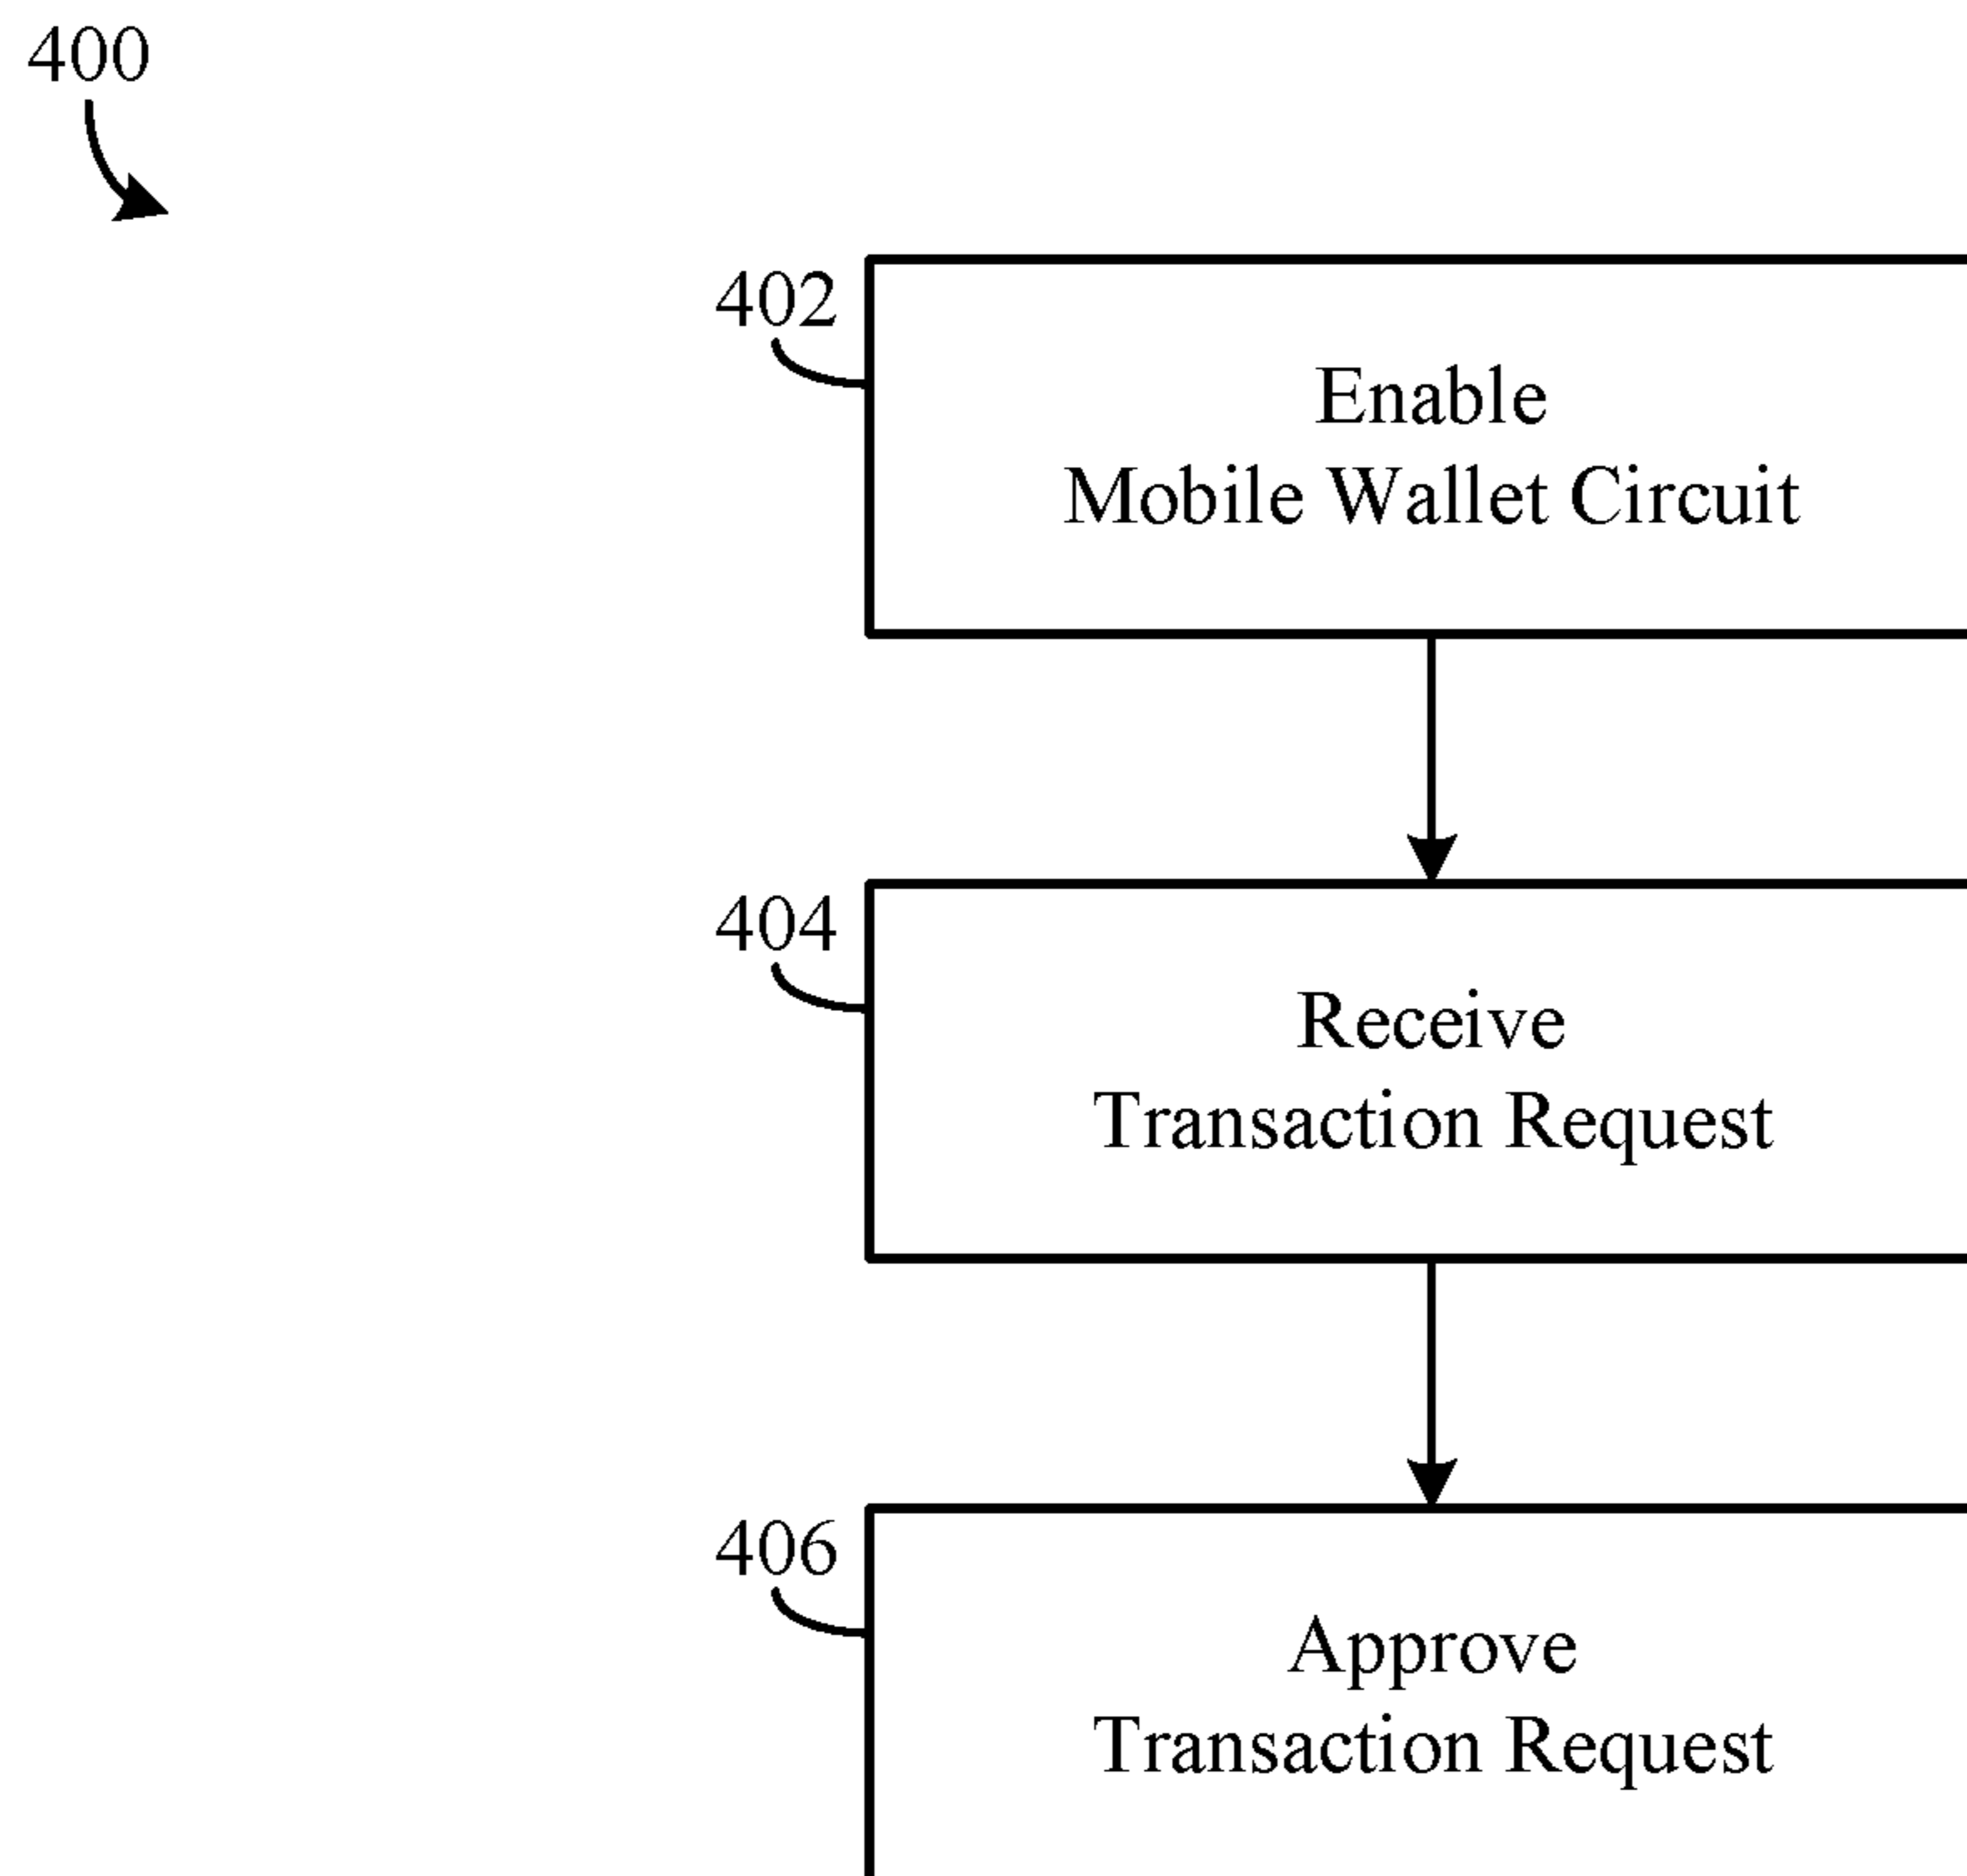 400
402
Enable
Mobile Wallet Circuit
404
Receive
Transaction Request
406
Approve
Transaction Request